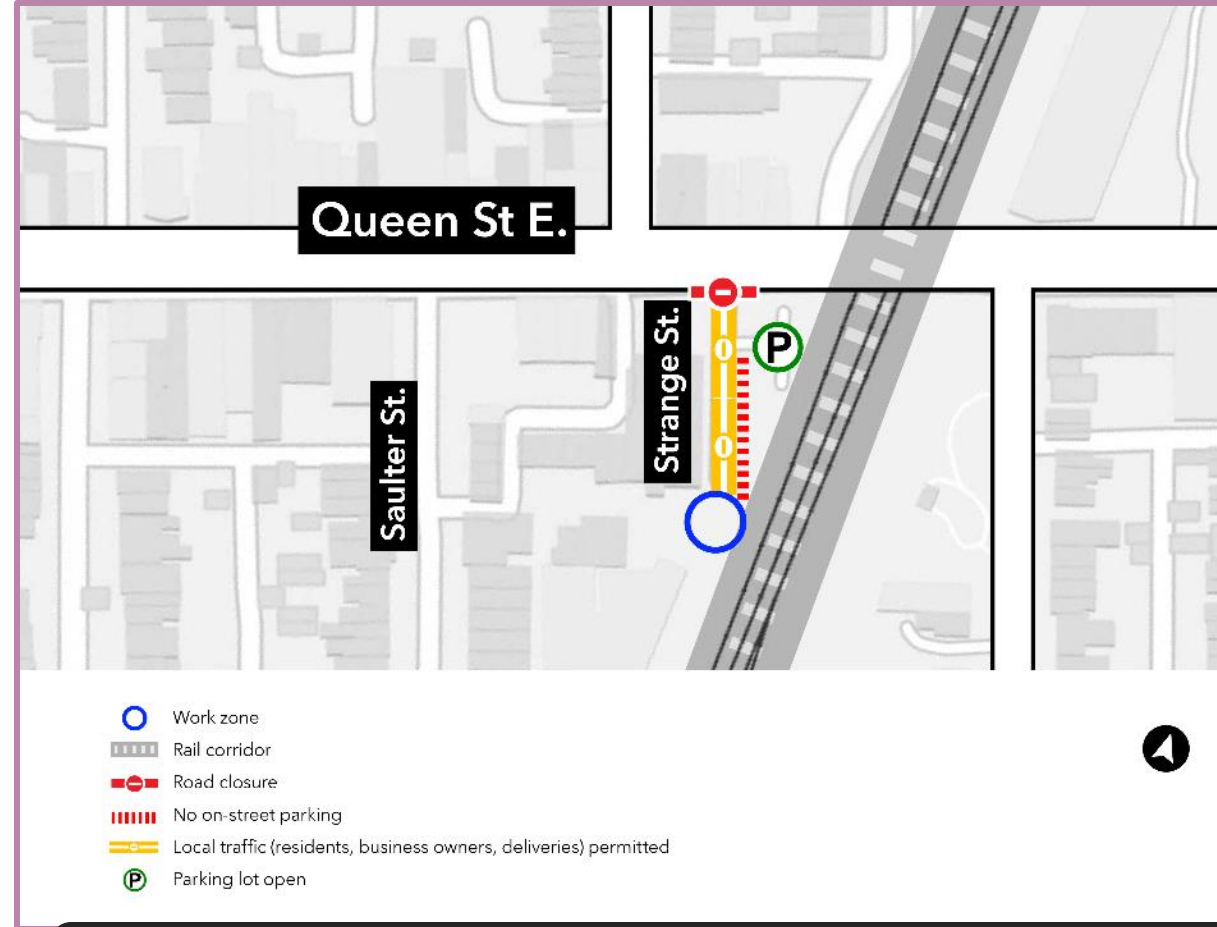 Queen St E.
Strange St.
P
Saulter St.
Work zone
Rail corridor
Road closure
No on-street parking
Local traffic (residents, business owners, deliveries) permitted
P Parking lot open